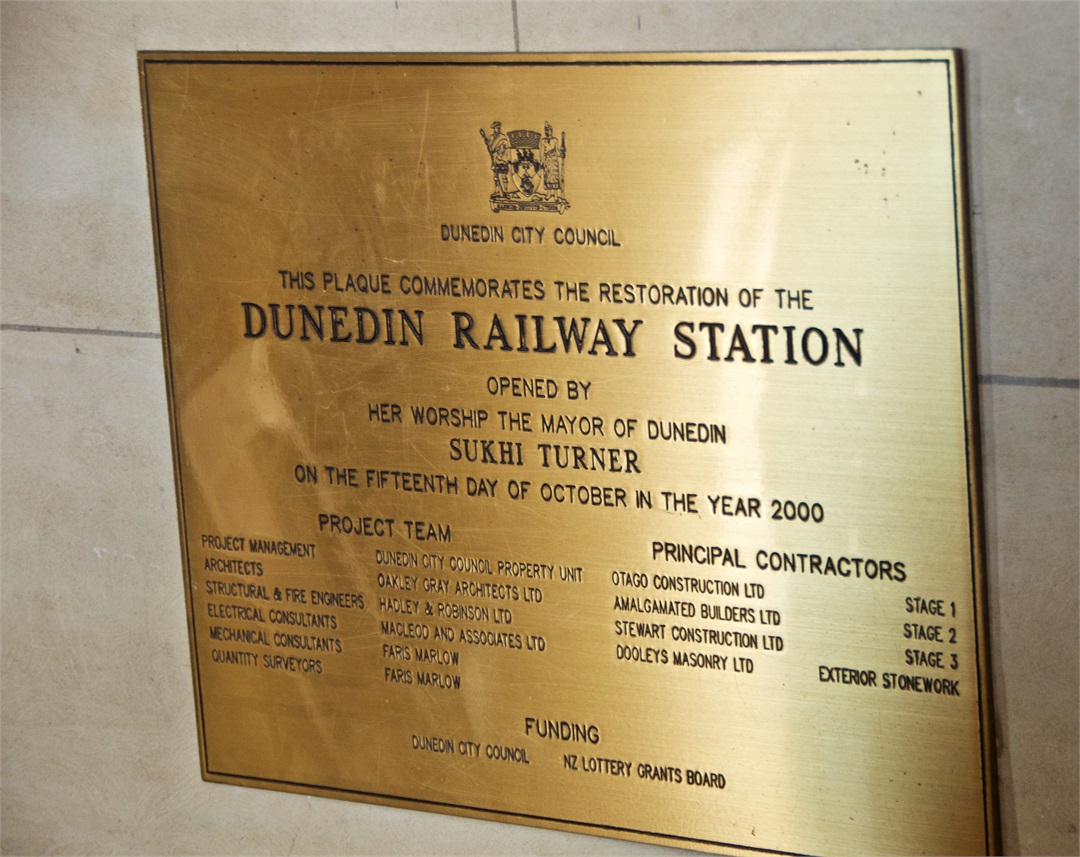 DUNEDIN CITY COUNCIL
THIS PLAQUE COMMEMORATES THE RESTORATION OF THE
DUNEDIN RAILWAY STATION
OPENED BY
HER WORSHIP THE MAYOR OF DUNEDIN
SUKHI TURNER
ON THE FIFTEENTH DAY OF OCTOBER IN THE YEAR 2000
PROJECT TEAM
PROJECT MANAGEMENT DUNEDIN CITY COUNCIL PROPERTY UNIT
ARCHITECTS OAKLEY GRAY ARCHITECTS LTD
STRUCTURAL & FIRE ENGINEERS HADLEY & ROBINSON LTD
ELECTRICAL CONSULTANTS MACLEOD AND ASSOCIATES LTD
MECHANICAL CONSULTANTS FARIS MARLOW
QUANTITY SURVEYORS FARIS MARLOW
PRINCIPAL CONTRACTORS
OTAGO CONSTRUCTION LTD STAGE 1
AMALGAMATED BUILDERS LTD STAGE 2
STEWART CONSTRUCTION LTD STAGE 3
DOOLEYS MASONRY LTD EXTERIOR STONEWORK
FUNDING
DUNEDIN CITY COUNCIL NZ LOTTERY GRANTS BOARD